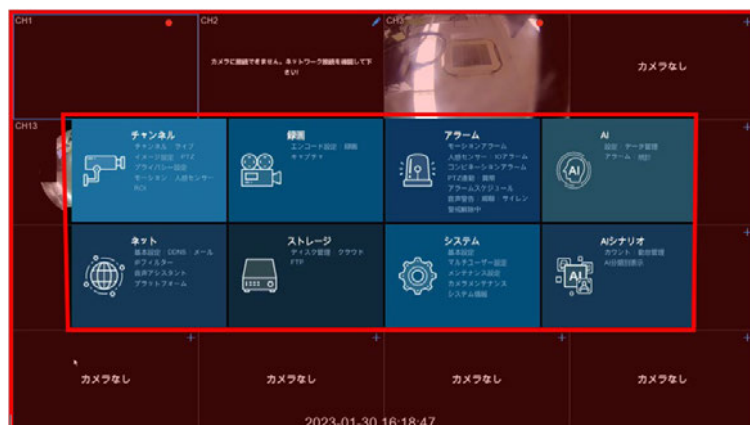 CH1
CH2
CH3
カメラに接続できません。ネットワーク接続を確認して下
さい!
カメラなし
CH13
チャンネル
チャンネル ライブ
イメージ設定 PTZ
プライバシー設定
モーション 人感センサー
ROI
録画
エンコード設定 録画
キャプチャ
アラーム
モーションアラーム
人感センサー IOアラーム
コンビネーションアラーム
PTZ連動 異常
アラームスケジュール
音声警告 威嚇 サイレン
警戒解除中
AI
設定 データ管理
アラーム 統計
ネット
基本設定 DDNS メール
IPフィルター
音声アシスタント
プラットフォーム
ストレージ
ディスク管理 クラウド
FTP
システム
基本設定
マルチユーザー設定
メンテナンス設定
カメラメンテナンス
システム情報
AIシナリオ
カウント 勤怠管理
AI分類別表示
カメラなし
カメラなし
カメラなし
カメラなし
2023-01-30 16:18:47